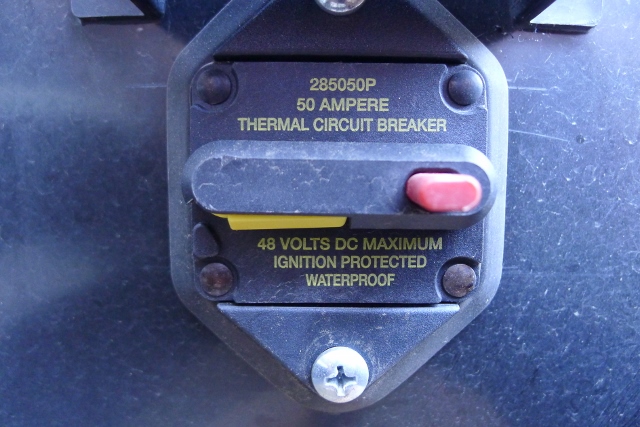 285050P
50 AMPERE
THERMAL CIRCUIT BREAKER
48 VOLTS DC MAXIMUM
IGNITION PROTECTED
WATERPROOF